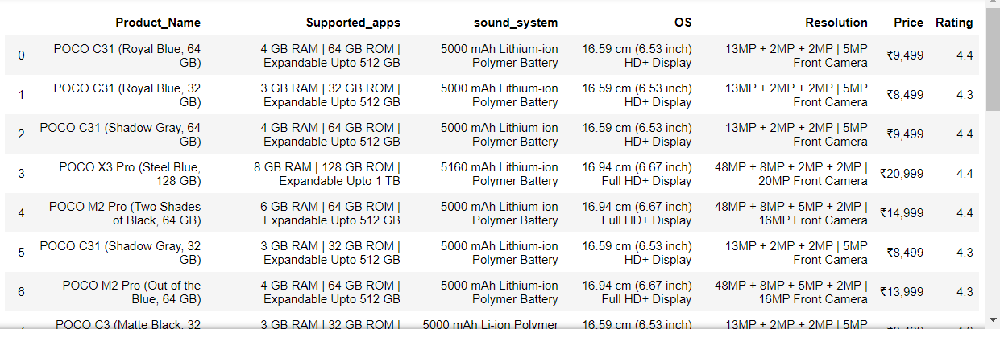 Product_Name Supported_apps sound_system OS Resolution Price Rating
0 POCO C31 (Royal Blue, 64 GB) 4 GB RAM | 64 GB ROM | Expandable Upto 512 GB 5000 mAh Lithium-ion Polymer Battery 16.59 cm (6.53 inch) HD+ Display 13MP + 2MP + 2MP | 5MP Front Camera ₹9,499 4.4
1 POCO C31 (Royal Blue, 32 GB) 3 GB RAM | 32 GB ROM | Expandable Upto 512 GB 5000 mAh Lithium-ion Polymer Battery 16.59 cm (6.53 inch) HD+ Display 13MP + 2MP + 2MP | 5MP Front Camera ₹8,499 4.3
2 POCO C31 (Shadow Gray, 64 GB) 4 GB RAM | 64 GB ROM | Expandable Upto 512 GB 5000 mAh Lithium-ion Polymer Battery 16.59 cm (6.53 inch) HD+ Display 13MP + 2MP + 2MP | 5MP Front Camera ₹9,499 4.4
3 POCO X3 Pro (Steel Blue, 128 GB) 8 GB RAM | 128 GB ROM | Expandable Upto 1 TB 5160 mAh Lithium-ion Polymer Battery 16.94 cm (6.67 inch) Full HD+ Display 48MP + 8MP + 2MP + 2MP | 20MP Front Camera ₹20,999 4.4
4 POCO M2 Pro (Two Shades of Black, 64 GB) 6 GB RAM | 64 GB ROM | Expandable Upto 512 GB 5000 mAh Lithium-ion Polymer Battery 16.94 cm (6.67 inch) Full HD+ Display 48MP + 8MP + 5MP + 2MP | 16MP Front Camera ₹14,999 4.4
5 POCO C31 (Shadow Gray, 32 GB) 3 GB RAM | 32 GB ROM | Expandable Upto 512 GB 5000 mAh Lithium-ion Polymer Battery 16.59 cm (6.53 inch) HD+ Display 13MP + 2MP + 2MP | 5MP Front Camera ₹8,499 4.3
6 POCO M2 Pro (Out of the Blue, 64 GB) 4 GB RAM | 64 GB ROM | Expandable Upto 512 GB 5000 mAh Lithium-ion Polymer Battery 16.94 cm (6.67 inch) Full HD+ Display 48MP + 8MP + 5MP + 2MP | 16MP Front Camera ₹13,999 4.3
POCO C3 (Matte Black, 32 3 GB RAM | 32 GB ROM | 5000 mAh Li-ion Polymer 16.59 cm (6.53 inch) 13MP + 2MP + 2MP | 5MP